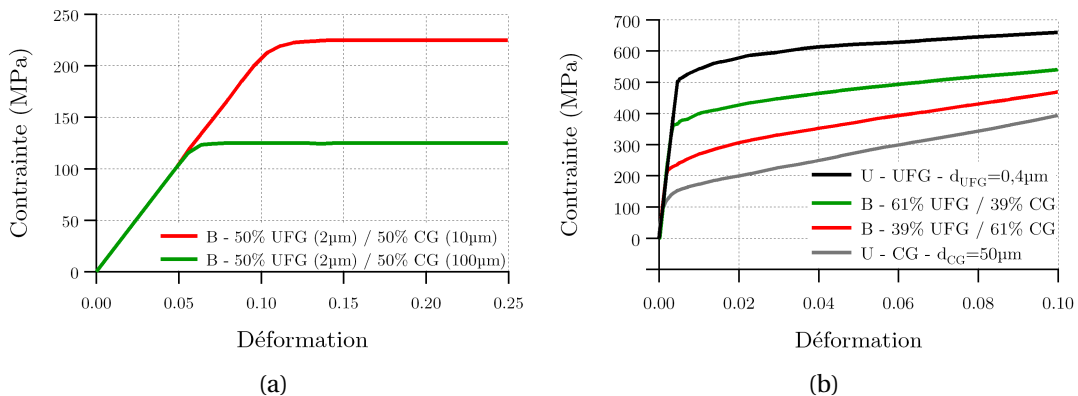 250
200
150
100
50
0
Contrainte (MPa)
B - 50% UFG (2µm) / 50% CG (10µm)
B - 50% UFG (2µm) / 50% CG (100µm)
0.00 0.05 0.10 0.15 0.20 0.25
Déformation
(a)
700
600
500
400
300
200
100
0
Contrainte (MPa)
U - UFG - dUFG=0,4µm
B - 61% UFG / 39% CG
B - 39% UFG / 61% CG
U - CG - dCG=50µm
0.00 0.02 0.04 0.06 0.08 0.10
Déformation
(b)